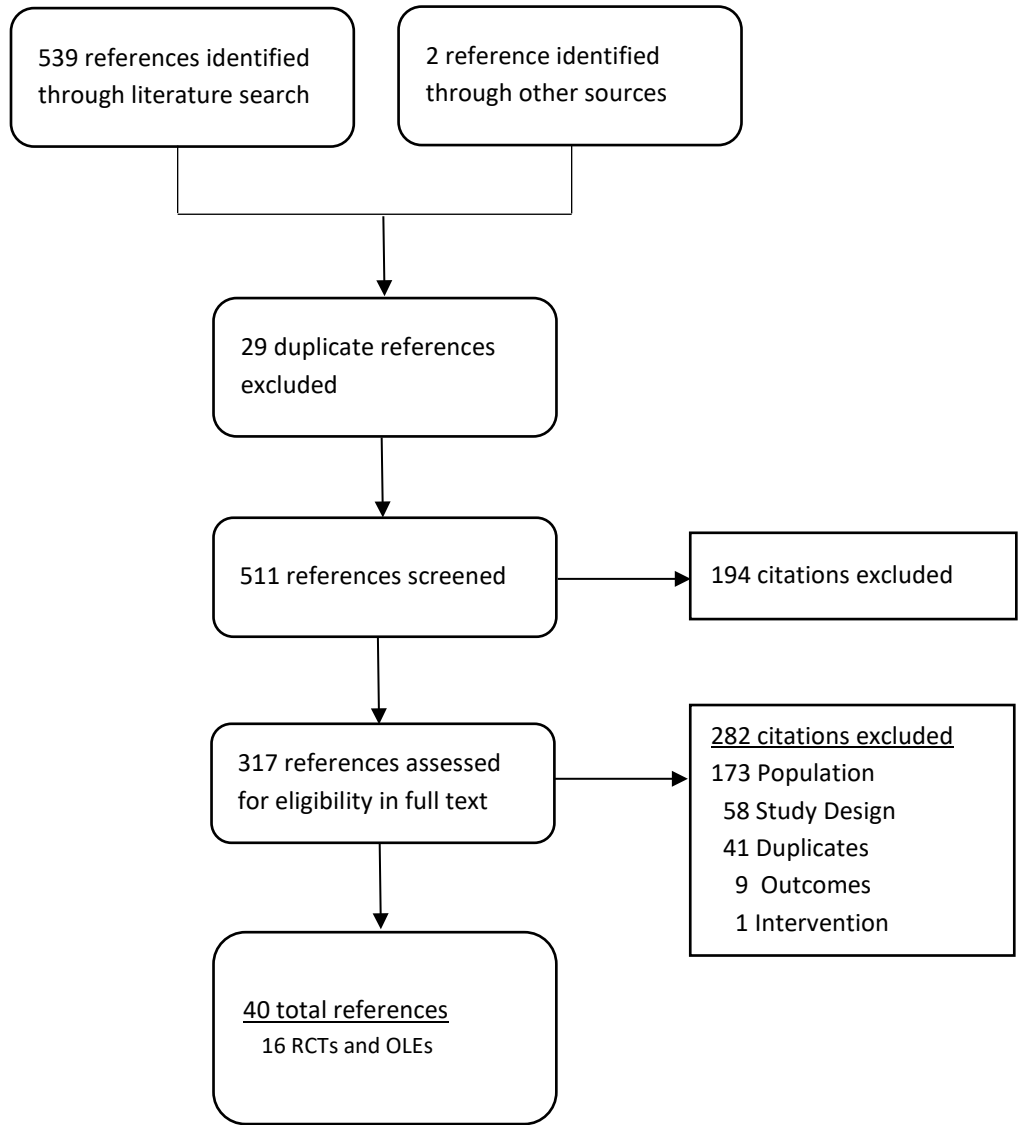 539 references identified
through literature search
2 reference identified
through other sources
29 duplicate references
excluded
511 references screened
194 citations excluded
317 references assessed
for eligibility in full text
282 citations excluded
173 Population
58 Study Design
41 Duplicates
9 Outcomes
1 Intervention
40 total references
16 RCTs and OLEs